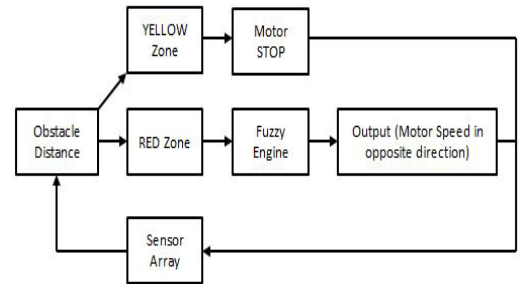 YELLOW
Zone
Motor
STOP
Obstacle
Distance
RED Zone
Fuzzy
Engine
Output (Motor Speed in
opposite direction)
Sensor
Array